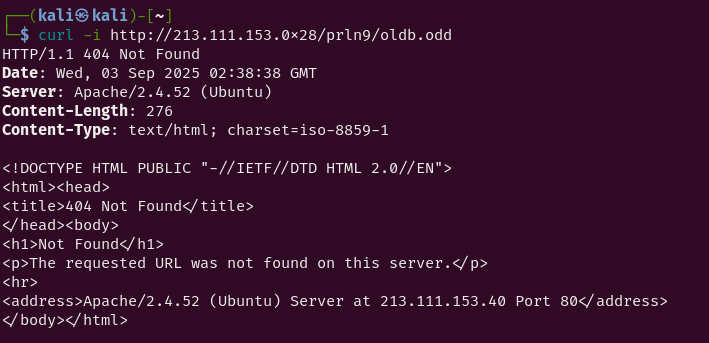 ┌──(kali㉿kali)-[~]
└─$ curl -i http://213.111.153.0×28/prln9/oldb.odd
HTTP/1.1 404 Not Found
Date: Wed, 03 Sep 2025 02:38:38 GMT
Server: Apache/2.4.52 (Ubuntu)
Content-Length: 276
Content-Type: text/html; charset=iso-8859-1

<!DOCTYPE HTML PUBLIC "-//IETF//DTD HTML 2.0//EN">
<html><head>
<title>404 Not Found</title>
</head><body>
<h1>Not Found</h1>
<p>The requested URL was not found on this server.</p>
<hr>
<address>Apache/2.4.52 (Ubuntu) Server at 213.111.153.40 Port 80</address>
</body></html>